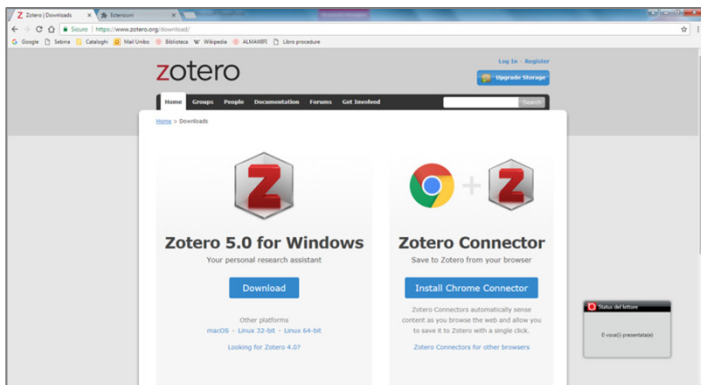 Z Zotero | Downloads
Estensioni
Secure | https://www.zotero.org/download/
Google Sebina Cataloghi Mail Unibo Biblioteca W Wikipedia ALMARE Libro procedure
zotero
Log In · Register
Upgrade Storage
Home Groups People Documentation Forums Get Involved
Search
Home > Downloads
Z
Z
Zotero 5.0 for Windows
Your personal research assistant
Download
Other platforms
macOS · Linux 32-bit · Linux 64-bit
Looking for Zotero 4.0?
Zotero Connector
Save to Zotero from your browser
Install Chrome Connector
Zotero Connectors automatically sense
content as you browse the web and allow you
to save it to Zotero with a single click.
Zotero Connectors for other browsers
Status del lettore
0 voce(i) presentata(e)